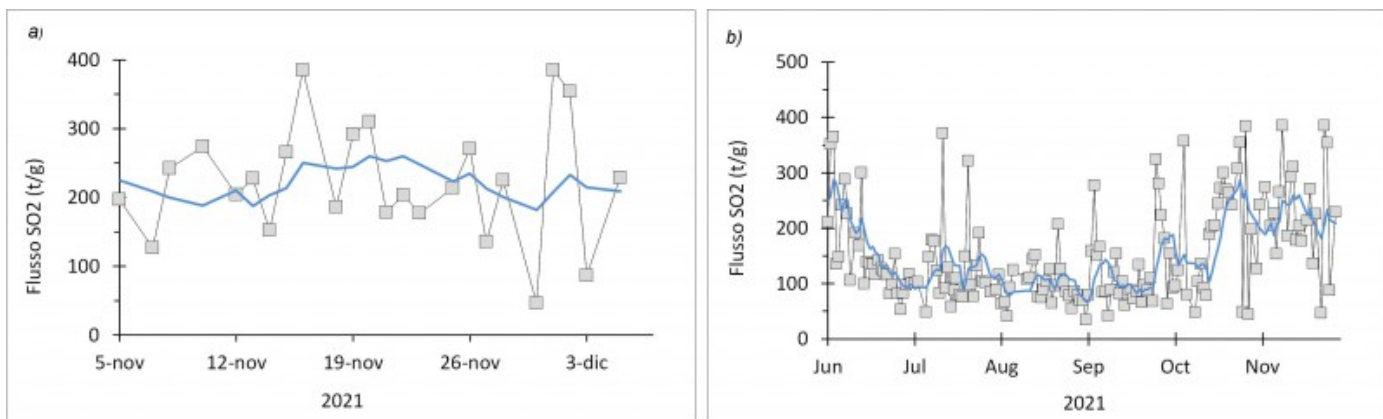 a)
Flusso SO2 (t/g)
400
300
200
100
0
5-nov
12-nov
19-nov
26-nov
3-dic
2021
b)
Flusso SO2 (t/g)
500
400
300
200
100
0
Jun
Jul
Aug
Sep
Oct
Nov
2021